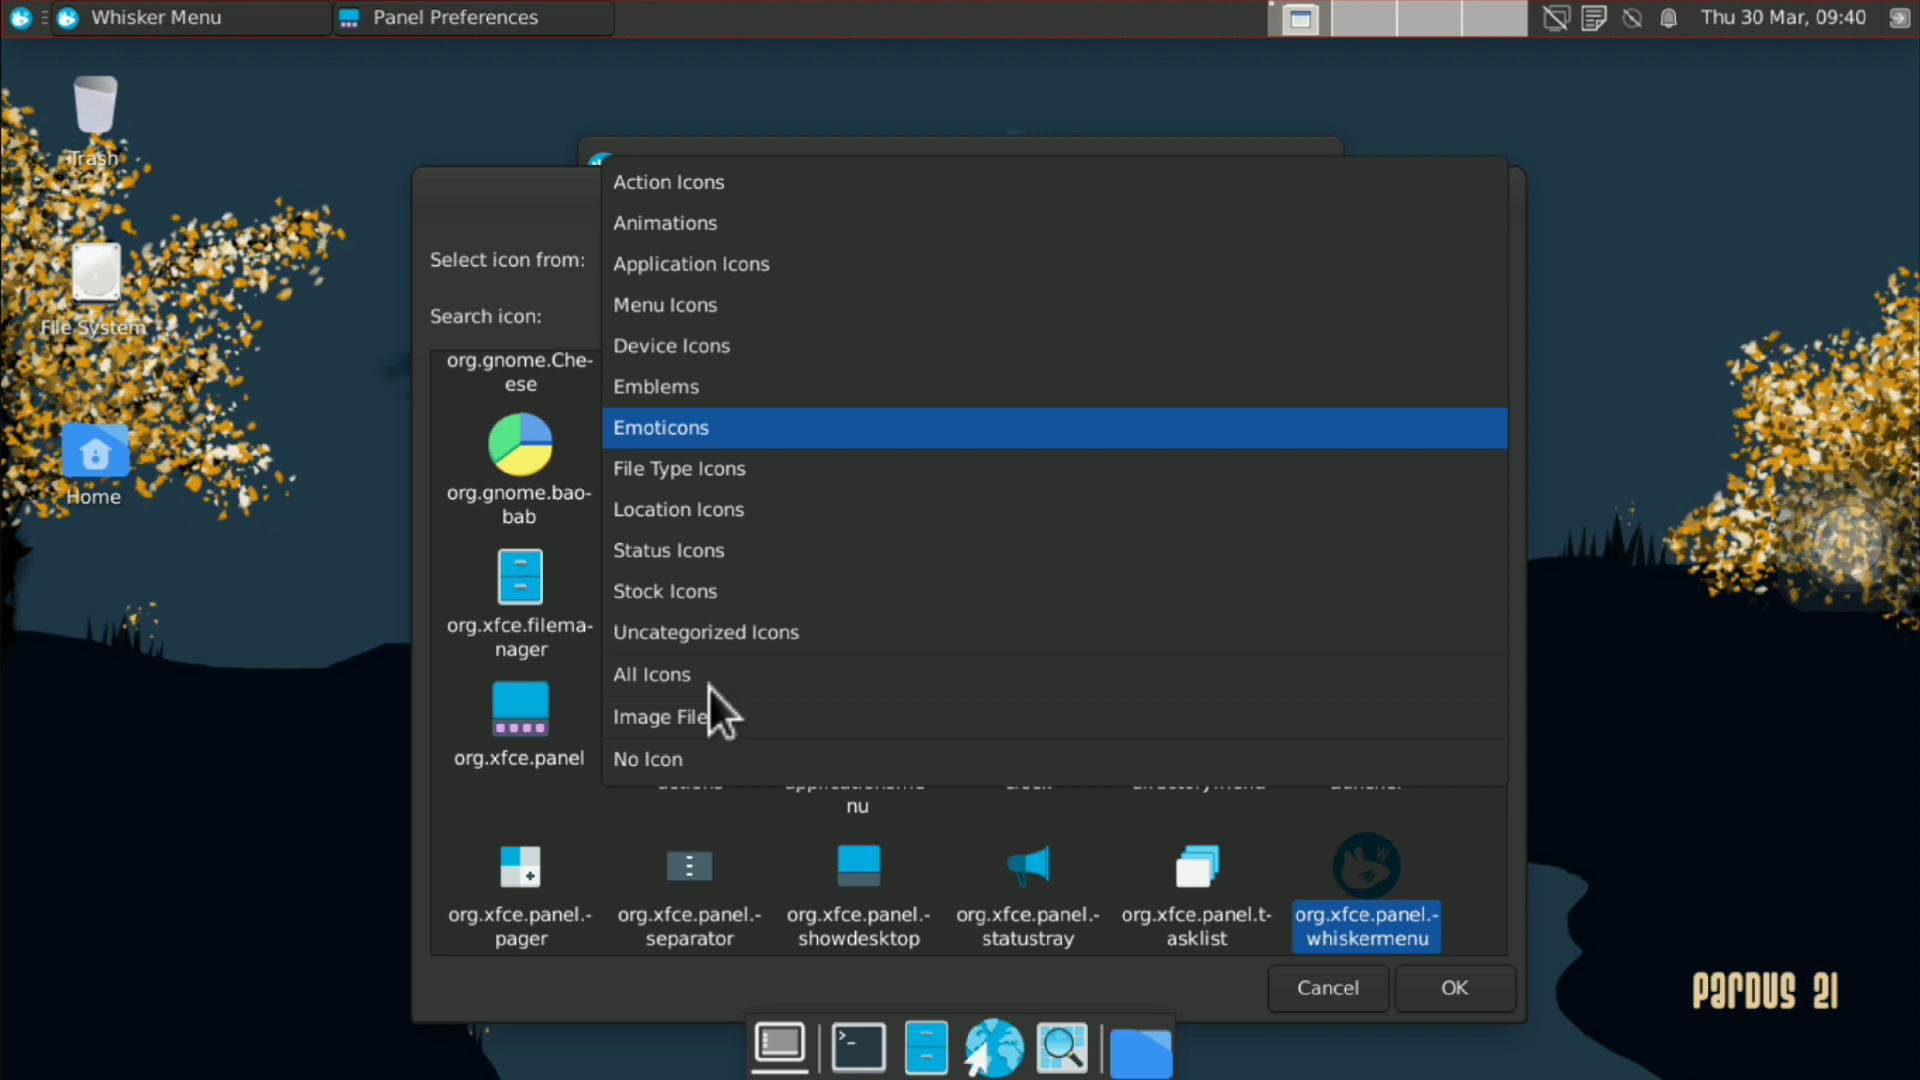 Whisker Menu
Panel Preferences
Thu 30 Mar, 09:40
Trash
File System
Home
Select icon from:
Search icon:
Action Icons
Animations
Application Icons
Menu Icons
Device Icons
Emblems
Emoticons
File Type Icons
Location Icons
Status Icons
Stock Icons
Uncategorized Icons
All Icons
Image File
No Icon
org.gnome.Che-
ese
org.gnome.bao-
bab
org.xfce.filema-
nager
org.xfce.panel
nu
org.xfce.panel.-
pager
org.xfce.panel.-
separator
org.xfce.panel.-
showdesktop
org.xfce.panel.-
statustray
org.xfce.panel.t-
asklist
org.xfce.panel.-
whiskermenu
Cancel
OK
PARDUS 21